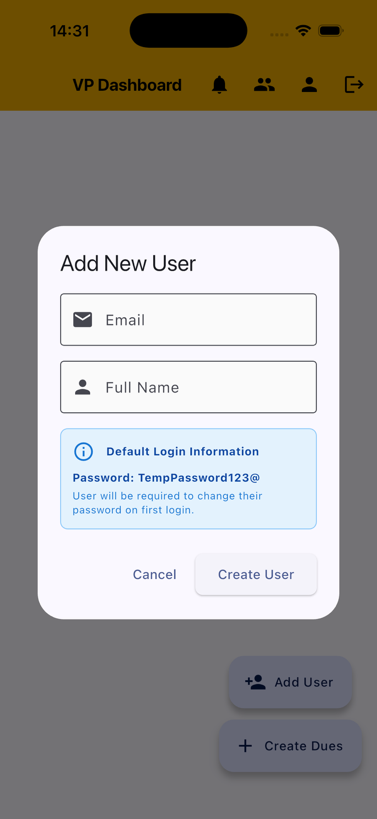 14:31
VP Dashboard
Add New User
Email
Full Name
Default Login Information
Password: TempPassword123@
User will be required to change their
password on first login.
Cancel
Create User
Add User
Create Dues